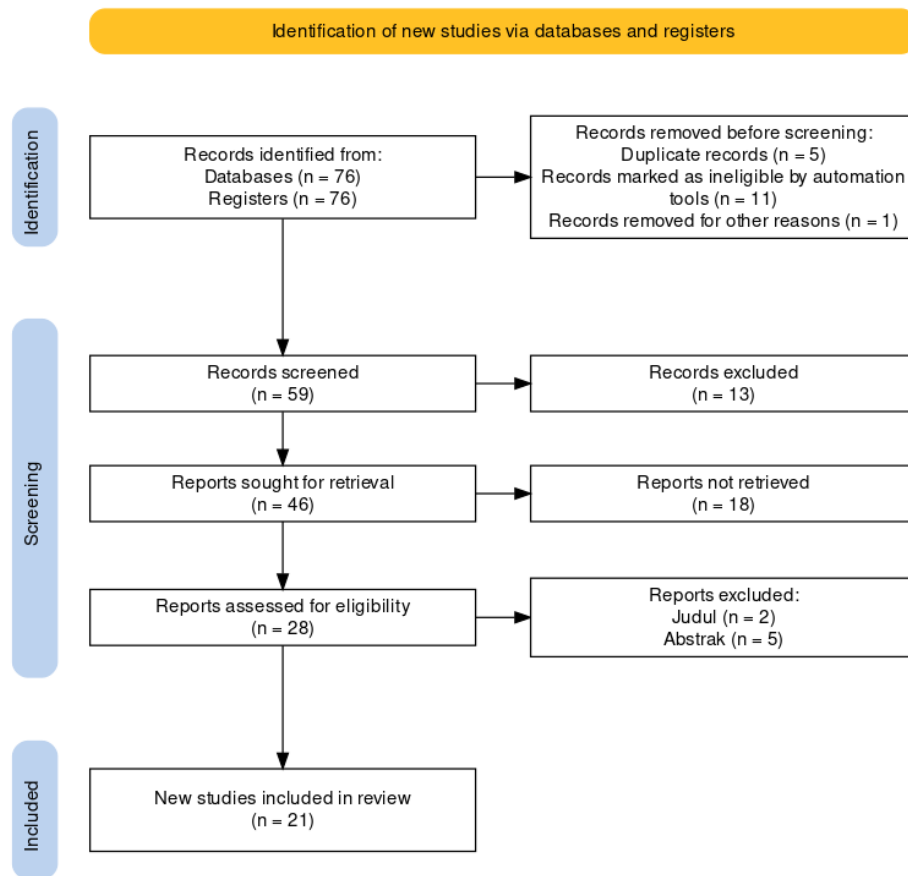 Identification of new studies via databases and registers
Identification
Records identified from:
Databases (n = 76)
Registers (n = 76)
Records removed before screening:
Duplicate records (n = 5)
Records marked as ineligible by automation
tools (n = 11)
Records removed for other reasons (n = 1)
Screening
Records screened
(n = 59)
Records excluded
(n = 13)
Reports sought for retrieval
(n = 46)
Reports not retrieved
(n = 18)
Reports assessed for eligibility
(n = 28)
Reports excluded:
Judul (n = 2)
Abstrak (n = 5)
Included
New studies included in review
(n = 21)